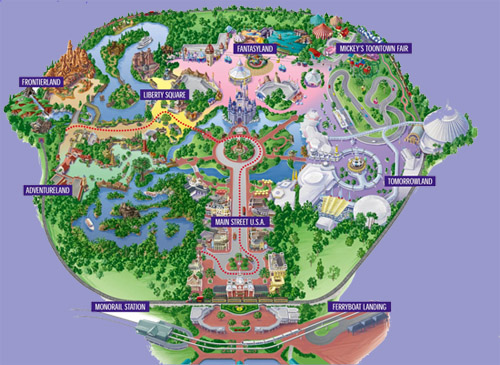 FANTASYLAND
MICKEY'S TOONTOWN FAIR
FRONTIERLAND
LIBERTY SQUARE
ADVENTURELAND
TOMORROWLAND
MAIN STREET U.S.A.
MONORAIL STATION
FERRYBOAT LANDING